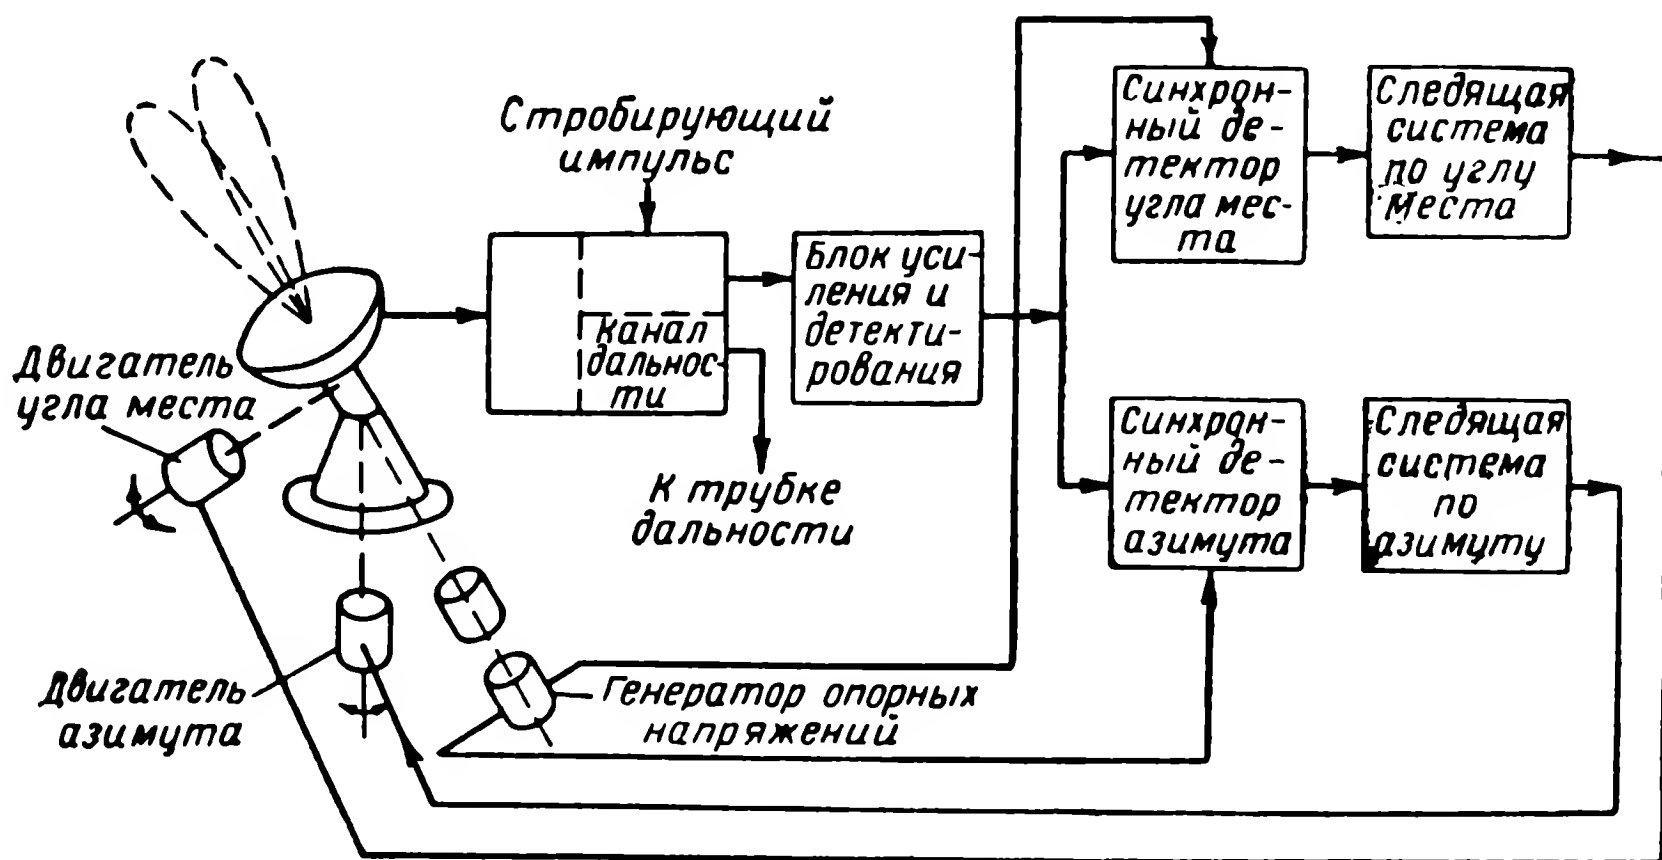 Стробирующий
импульс
Синхрон-
ный де-
тектор
угла мес-
та
Следящая
система
по углу
места
Блок уси-
ления и
детекти-
рования
Канал
дальнос-
ти
Двигатель
угла места
К трубке
дальности
Синхрон-
ный де-
тектор
азимута
Следящая
система
по
азимуту
Двигатель
азимута
Генератор опорных
напряжений